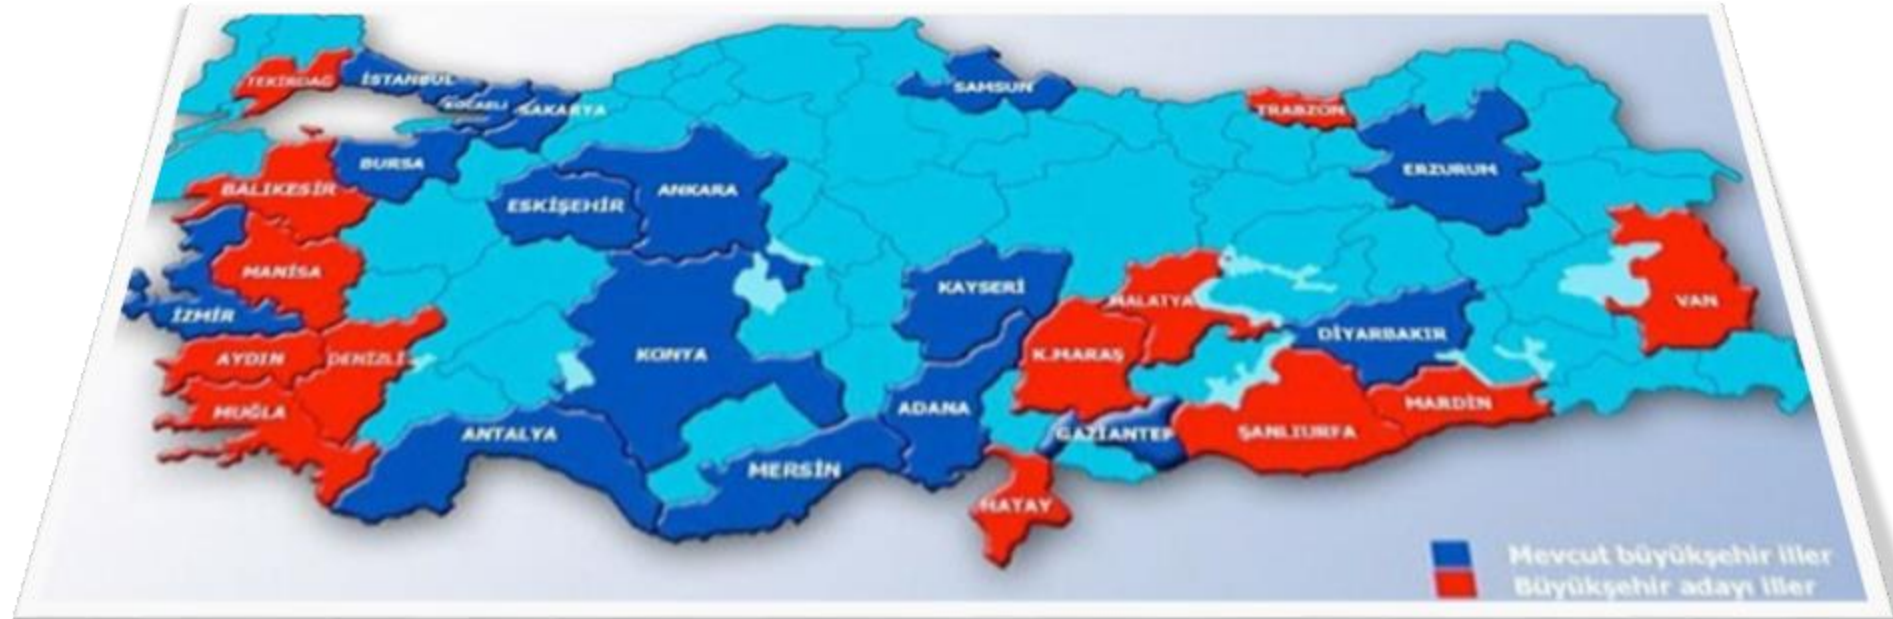 TEKİRDAĞ
İSTANBUL
KOCAELİ
SAKARYA
SAMSUN
TRABZON
BURSA
BALIKESİR
ESKİŞEHİR
ANKARA
ERZURUM
MANİSA
KAYSERİ
MALATYA
VAN
İZMİR
DİYARBAKIR
AYDIN
DENİZLİ
KONYA
K.MARAŞ
MUĞLA
ADANA
MARDİN
ANTALYA
GAZİANTEP
ŞANLIURFA
MERSİN
HATAY
Mevcut büyükşehir iller
Büyükşehir adayı iller